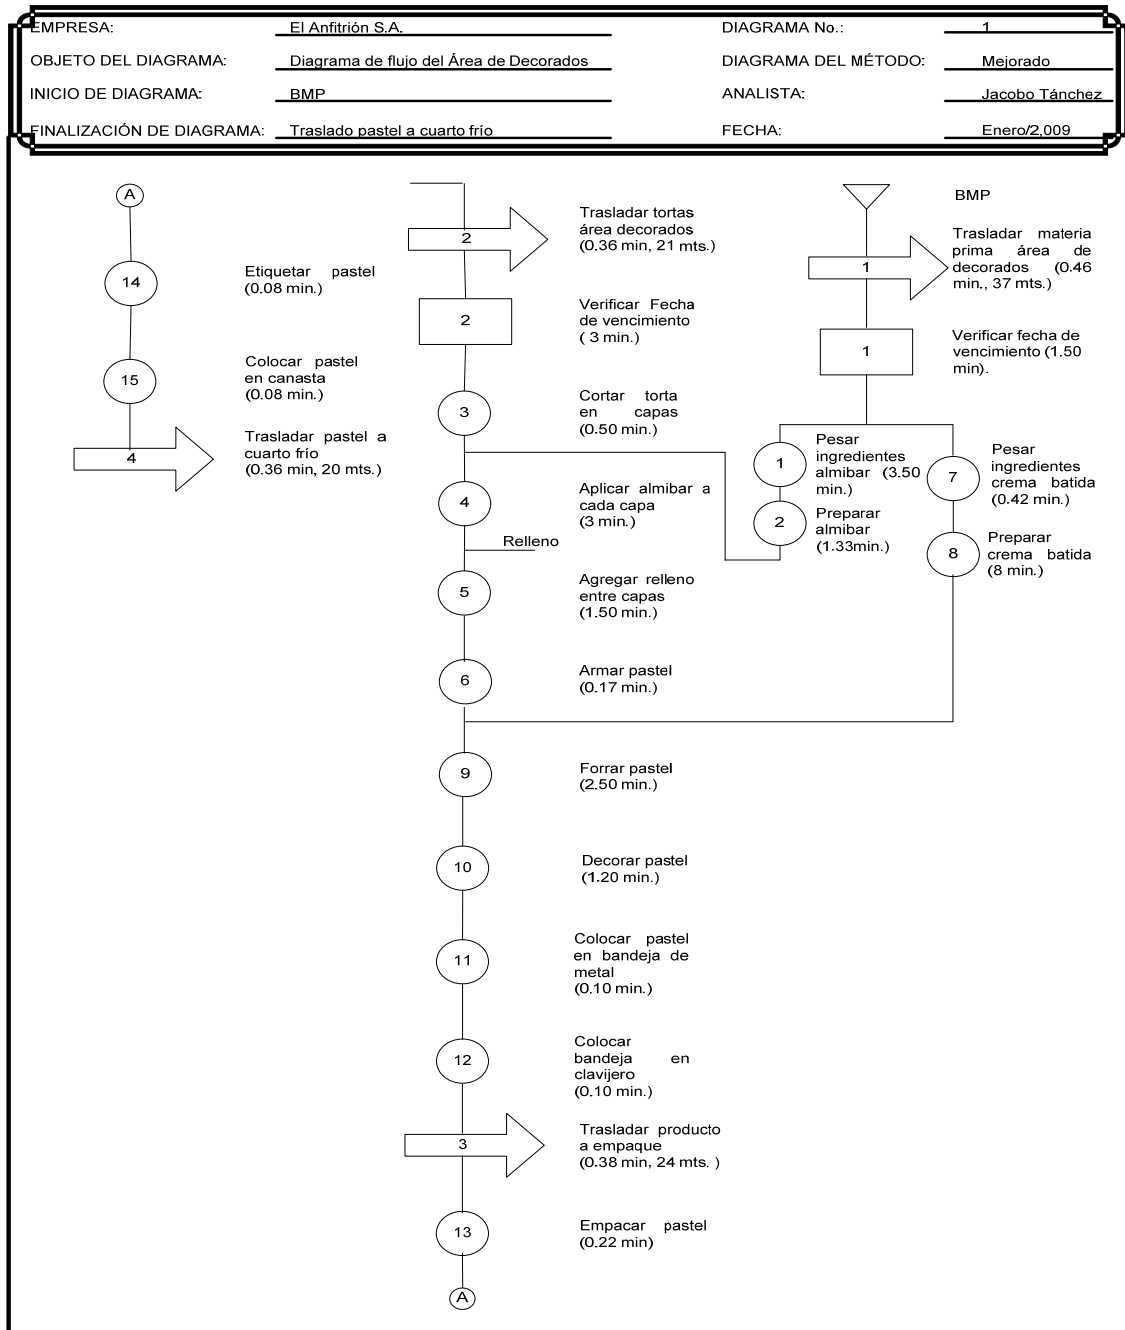 EMPRESA: El Anfitrión S.A. DIAGRAMA No.: 1
OBJETO DEL DIAGRAMA: Diagrama de flujo del Área de Decorados DIAGRAMA DEL MÉTODO: Mejorado
INICIO DE DIAGRAMA: BMP ANALISTA: Jacobo Tánchez
FINALIZACIÓN DE DIAGRAMA: Traslado pastel a cuarto frío FECHA: Enero/2,009
A
14
Etiquetar pastel
(0.08 min.)
15
Colocar pastel
en canasta
(0.08 min.)
4
Trasladar pastel a
cuarto frío
(0.36 min, 20 mts.)
2
Trasladar tortas
área decorados
(0.36 min, 21 mts.)
2
Verificar Fecha
de vencimiento
( 3 min.)
3
Cortar torta
en capas
(0.50 min.)
4
Aplicar almibar a
cada capa
(3 min.)
Relleno
5
Agregar relleno
entre capas
(1.50 min.)
6
Armar pastel
(0.17 min.)
9
Forrar pastel
(2.50 min.)
10
Decorar pastel
(1.20 min.)
11
Colocar pastel
en bandeja de
metal
(0.10 min.)
12
Colocar
bandeja en
clavijero
(0.10 min.)
3
Trasladar producto
a empaque
(0.38 min, 24 mts. )
13
Empacar pastel
(0.22 min)
A
BMP
1
Trasladar materia
prima área de
decorados (0.46
min., 37 mts.)
1
Verificar fecha de
vencimiento (1.50
min).
1
Pesar
ingredientes
almibar (3.50
min.)
2
Preparar
almibar
(1.33min.)
7
Pesar
ingredientes
crema batida
(0.42 min.)
8
Preparar
crema batida
(8 min.)